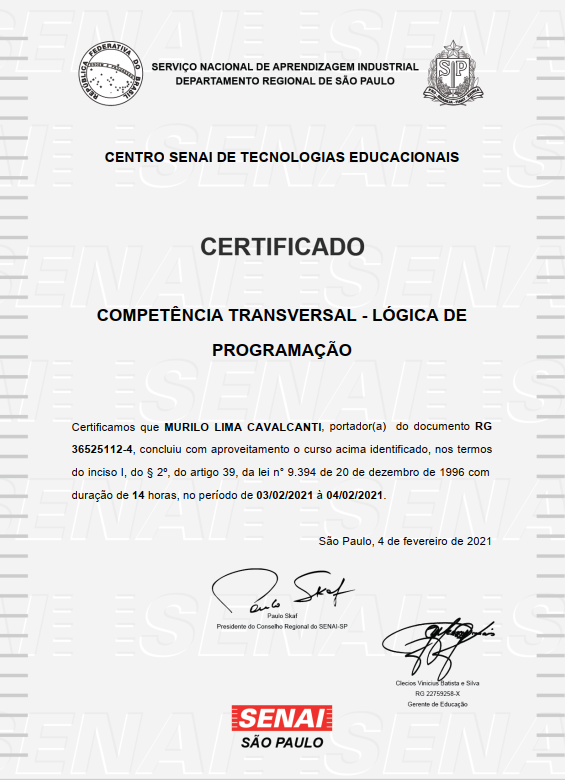 REPÚBLICA FEDERATIVA DO BRASIL
SERVIÇO NACIONAL DE APRENDIZAGEM INDUSTRIAL
DEPARTAMENTO REGIONAL DE SÃO PAULO
SP
CENTRO SENAI DE TECNOLOGIAS EDUCACIONAIS
CERTIFICADO
COMPETÊNCIA TRANSVERSAL - LÓGICA DE
PROGRAMAÇÃO
Certificamos que MURILO LIMA CAVALCANTI, portador(a) do documento RG
36525112-4, concluiu com aproveitamento o curso acima identificado, nos termos
do inciso I, do § 2º, do artigo 39, da lei n° 9.394 de 20 de dezembro de 1996 com
duração de 14 horas, no período de 03/02/2021 à 04/02/2021.
São Paulo, 4 de fevereiro de 2021
Paulo Skaf
Paulo Skaf
Presidente do Conselho Regional do SENAI-SP
Clecios Vinícius Batista e Silva
RG 22759258-X
Gerente de Educação
SENAI
SÃO PAULO